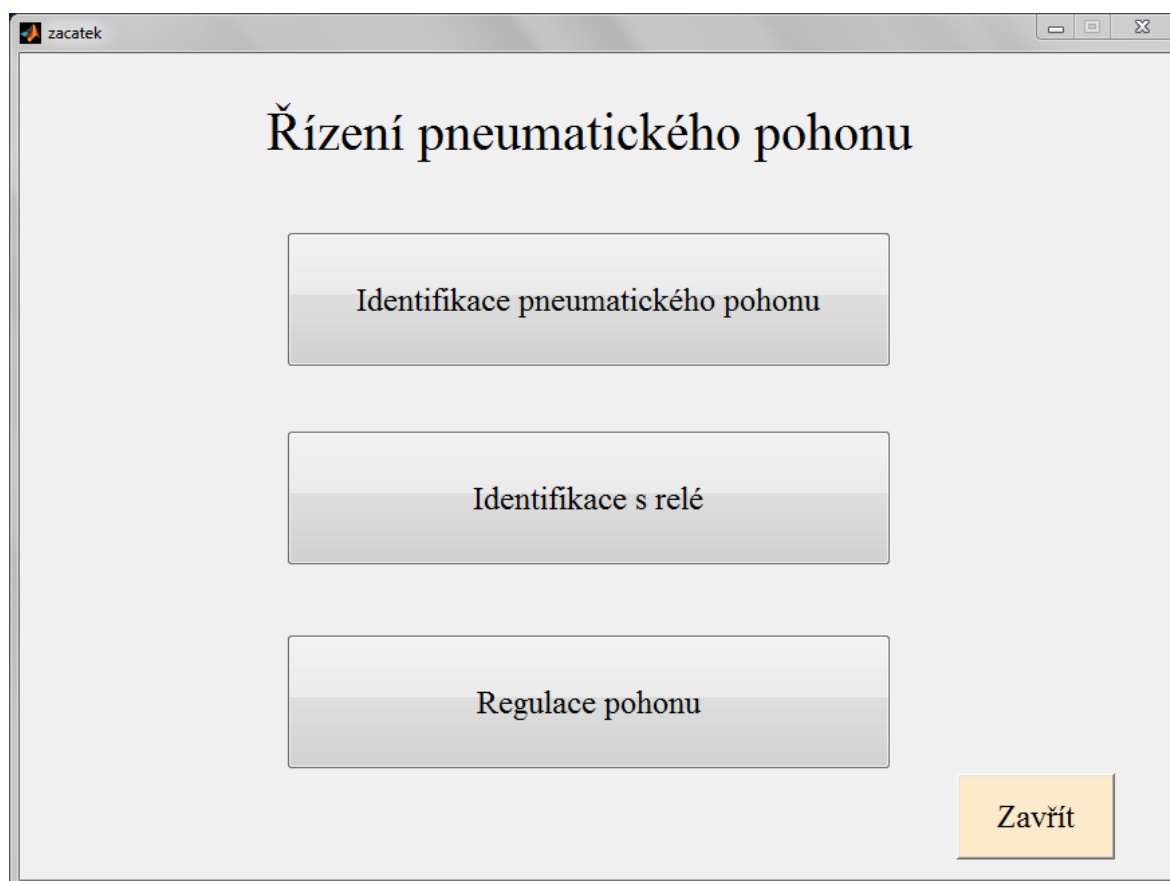 zacatek
Řízení pneumatického pohonu
Identifikace pneumatického pohonu
Identifikace s relé
Regulace pohonu
Zavřít